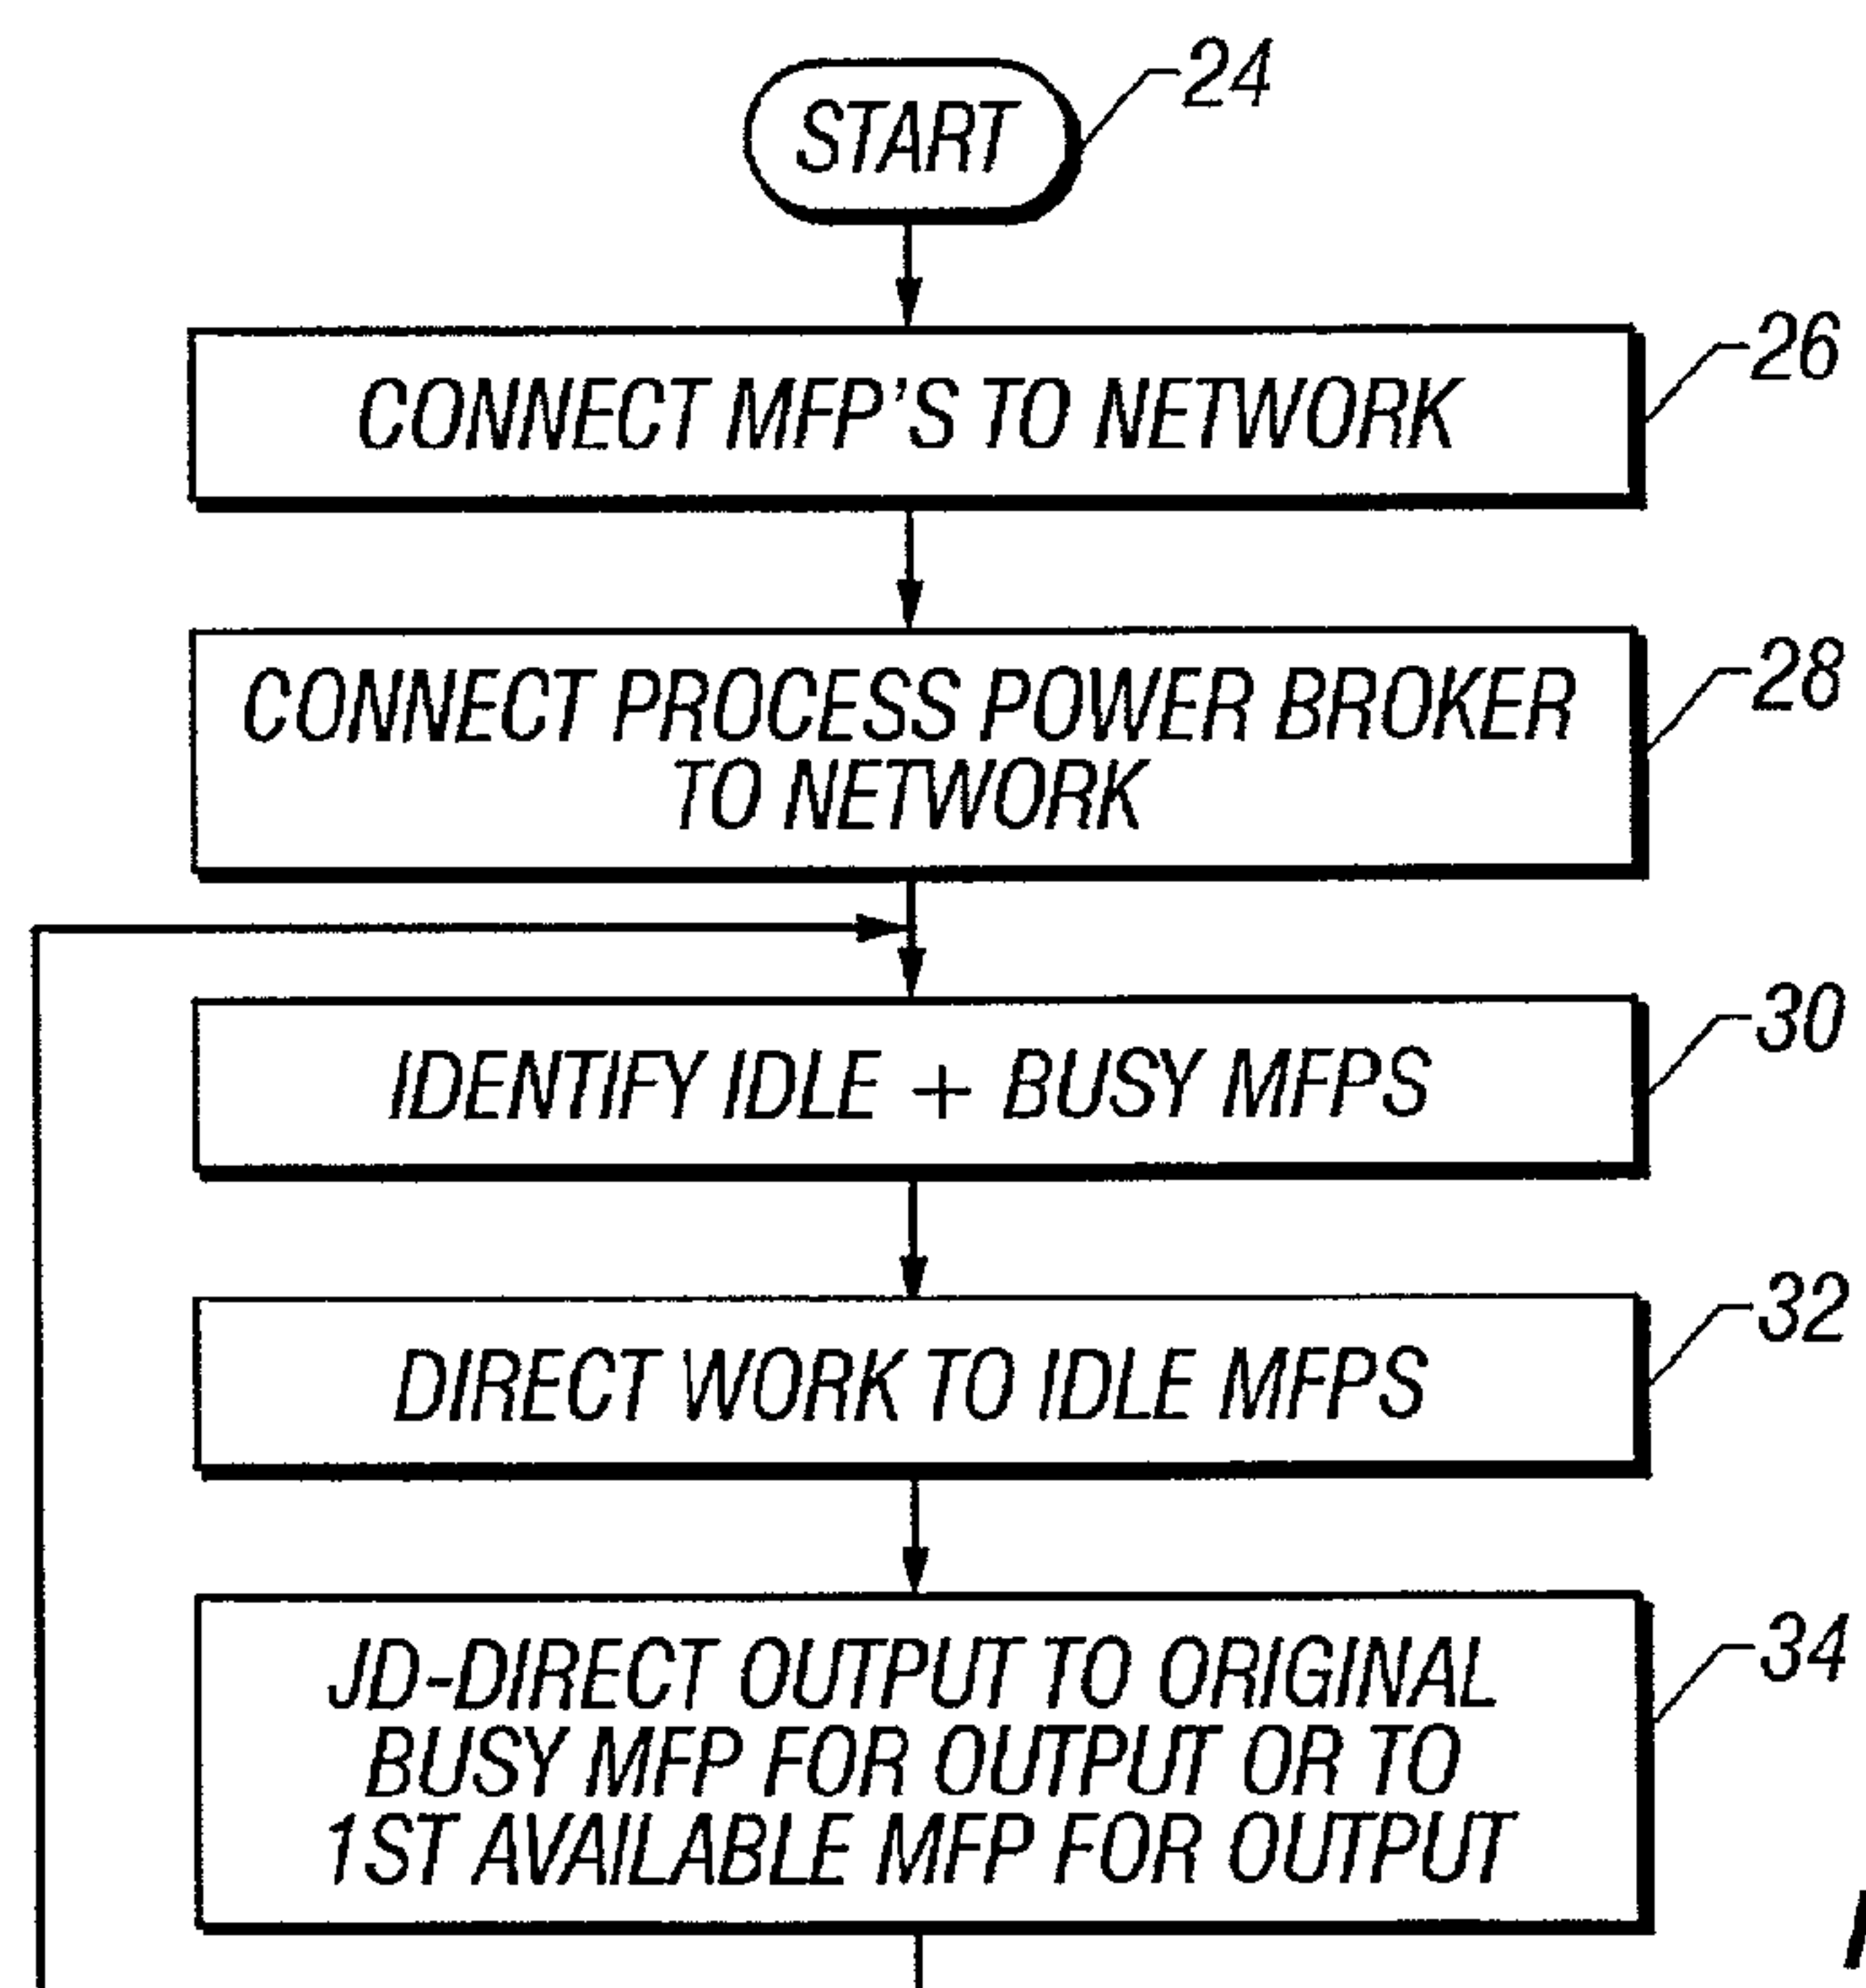 START
24
CONNECT MFP'S TO NETWORK
26
CONNECT PROCESS POWER BROKER
TO NETWORK
28
IDENTIFY IDLE + BUSY MFPS
30
DIRECT WORK TO IDLE MFPS
32
JD-DIRECT OUTPUT TO ORIGINAL
BUSY MFP FOR OUTPUT OR TO
1ST AVAILABLE MFP FOR OUTPUT
34